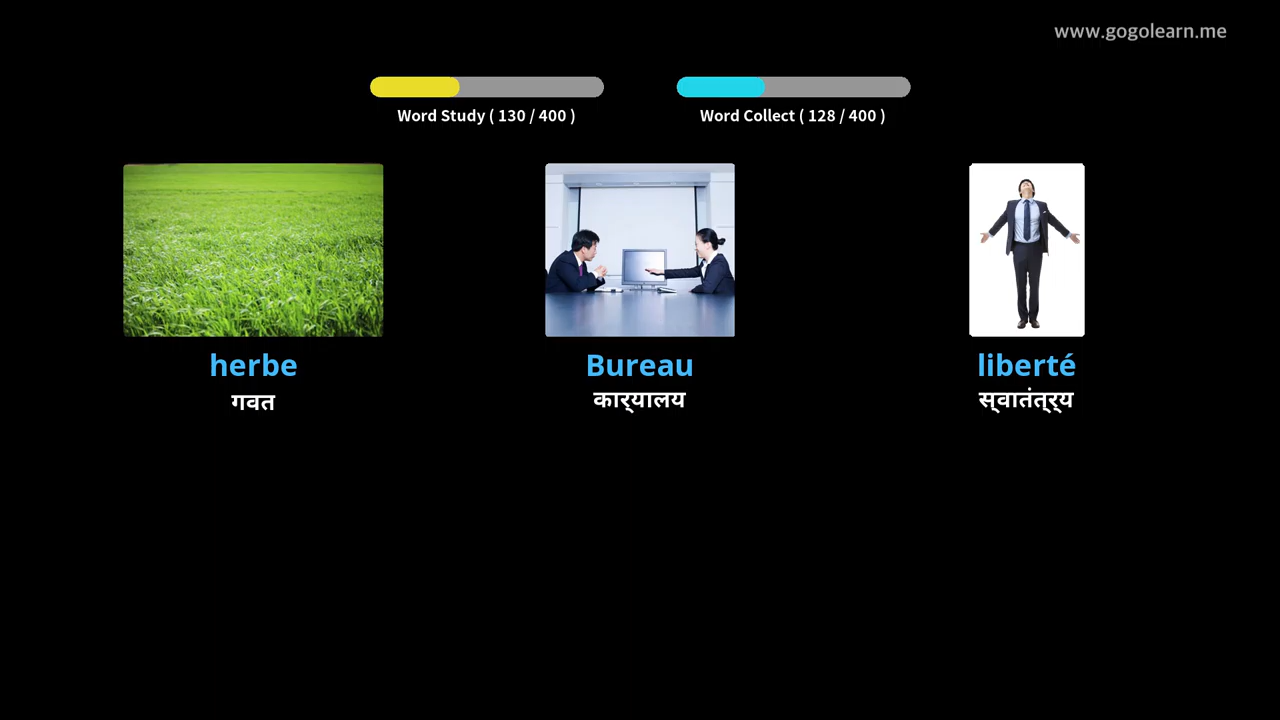 www.gogolearn.me
Word Study ( 130 / 400 )
Word Collect ( 128 / 400 )
herbe
गवत
Bureau
कार्यालय
liberté
स्वातंत्र्य